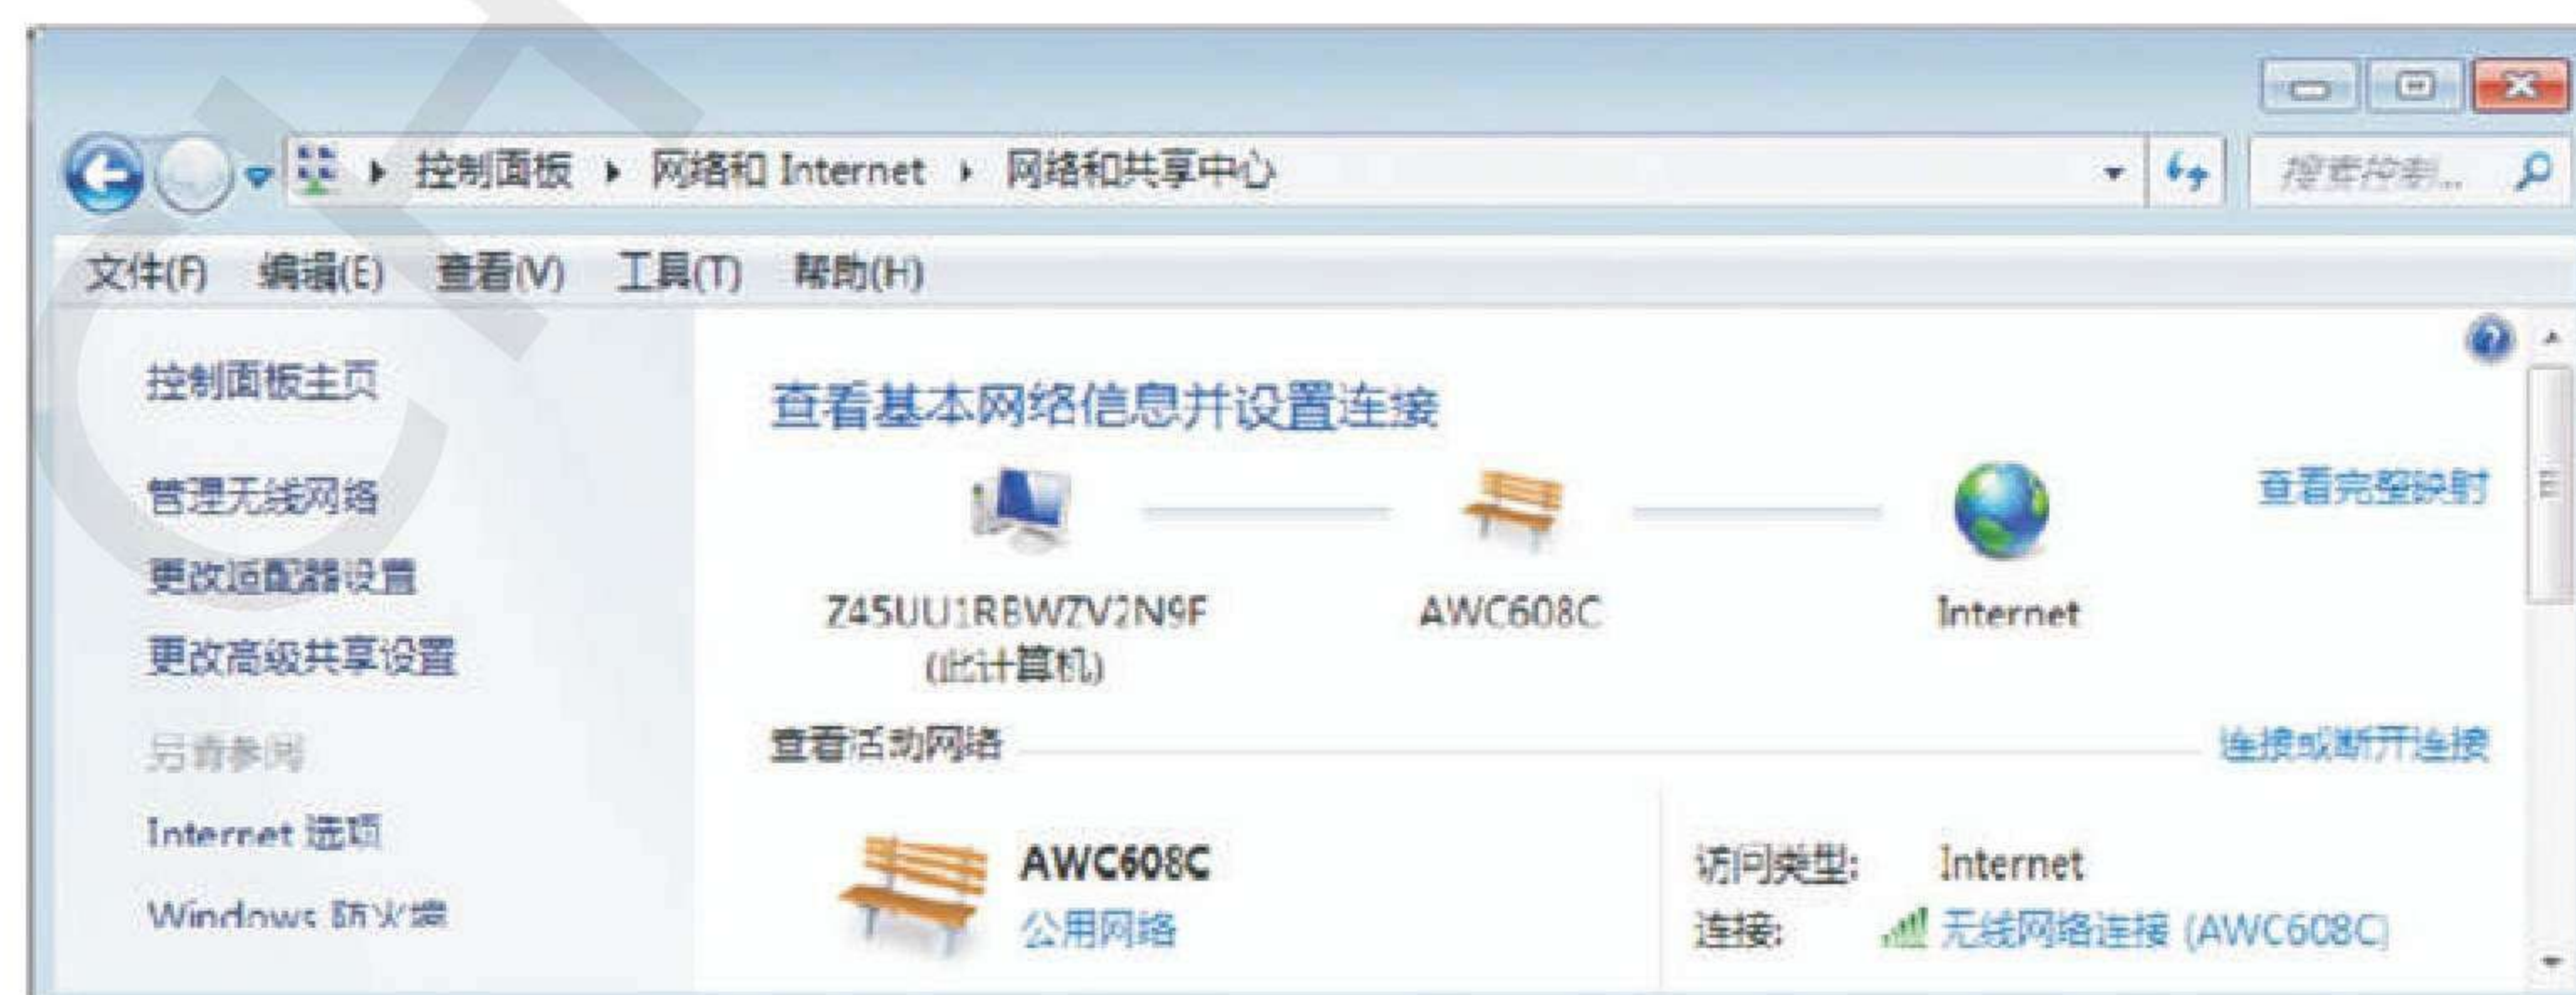 控制面板 ▸ 网络和 Internet ▸ 网络和共享中心
搜索控制...
文件(F) 编辑(E) 查看(V) 工具(T) 帮助(H)
控制面板主页
管理无线网络
更改适配器设置
更改高级共享设置
另请参阅
Internet 选项
Windows 防火墙
查看基本网络信息并设置连接
查看完整映射
AWC608C
Internet
(此计算机)
查看活动网络
连接或断开连接
AWC608C
公用网络
访问类型: Internet
连接: 无线网络连接 (AWC608C)